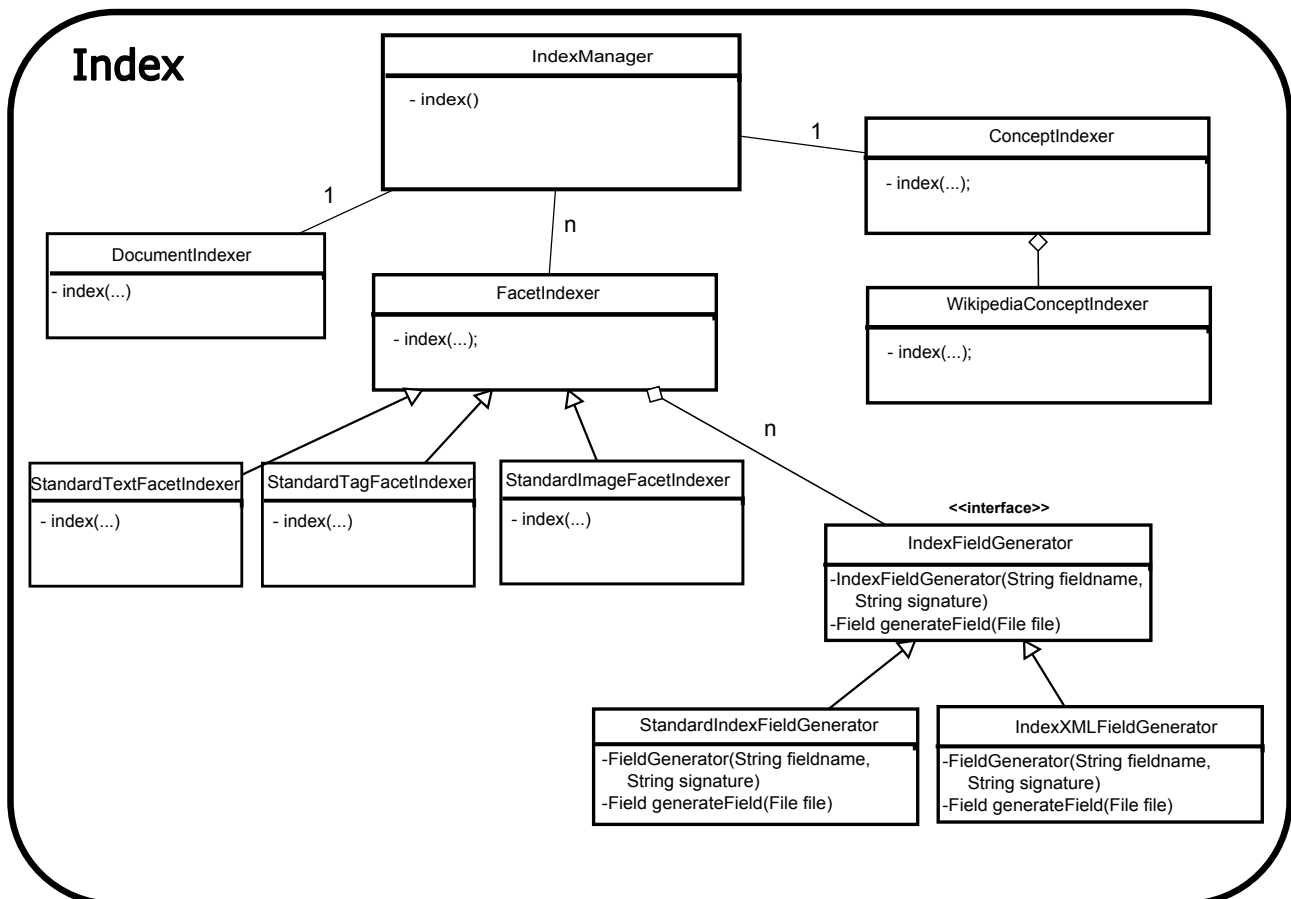 Index
IndexManager
- index()
1
ConceptIndexer
- index(...);
1
n
DocumentIndexer
- index(...)
FacetIndexer
- index(...);
WikipediaConceptIndexer
- index(...);
n
StandardTextFacetIndexer
- index(...)
StandardTagFacetIndexer
- index(...)
StandardImageFacetIndexer
- index(...)
<<interface>>
IndexFieldGenerator
-IndexFieldGenerator(String fieldname,
String signature)
-Field generateField(File file)
StandardIndexFieldGenerator
-FieldGenerator(String fieldname,
String signature)
-Field generateField(File file)
IndexXMLFieldGenerator
-FieldGenerator(String fieldname,
String signature)
-Field generateField(File file)